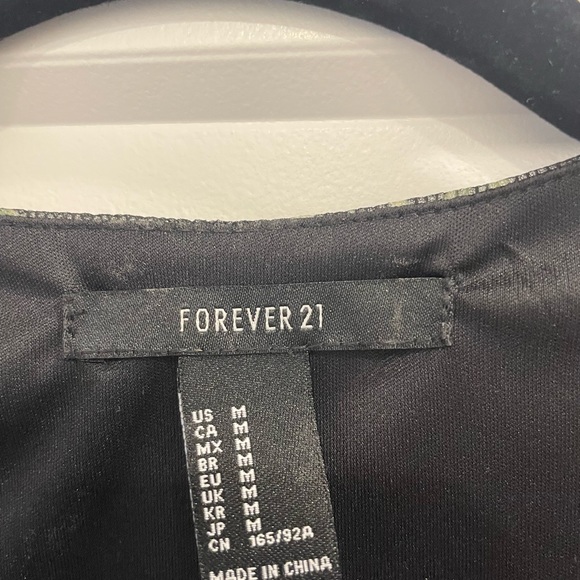 FOREVER 21
US M
CA M
MX M
BR M
EU M
UK M
KR M
JP M
CN 165/92A
MADE IN CHINA